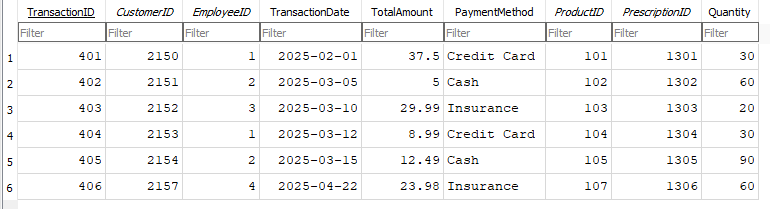 TransactionID CustomerID EmployeeID TransactionDate TotalAmount PaymentMethod ProductID PrescriptionID Quantity
Filter Filter Filter Filter Filter Filter Filter Filter Filter
1 401 2150 1 2025-02-01 37.5 Credit Card 101 1301 30
2 402 2151 2 2025-03-05 5 Cash 102 1302 60
3 403 2152 3 2025-03-10 29.99 Insurance 103 1303 20
4 404 2153 1 2025-03-12 8.99 Credit Card 104 1304 30
5 405 2154 2 2025-03-15 12.49 Cash 105 1305 90
6 406 2157 4 2025-04-22 23.98 Insurance 107 1306 60